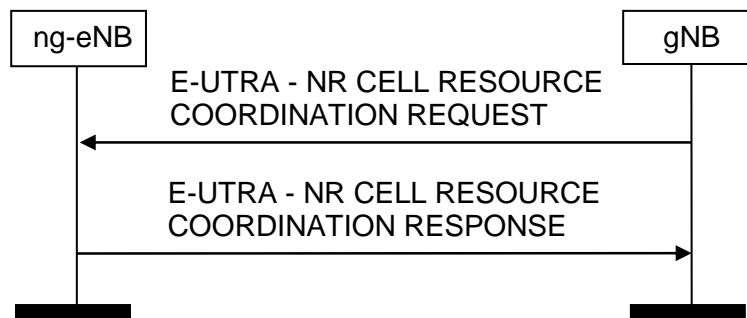 ng-eNB
gNB
E-UTRA - NR CELL RESOURCE
COORDINATION REQUEST
E-UTRA - NR CELL RESOURCE
COORDINATION RESPONSE